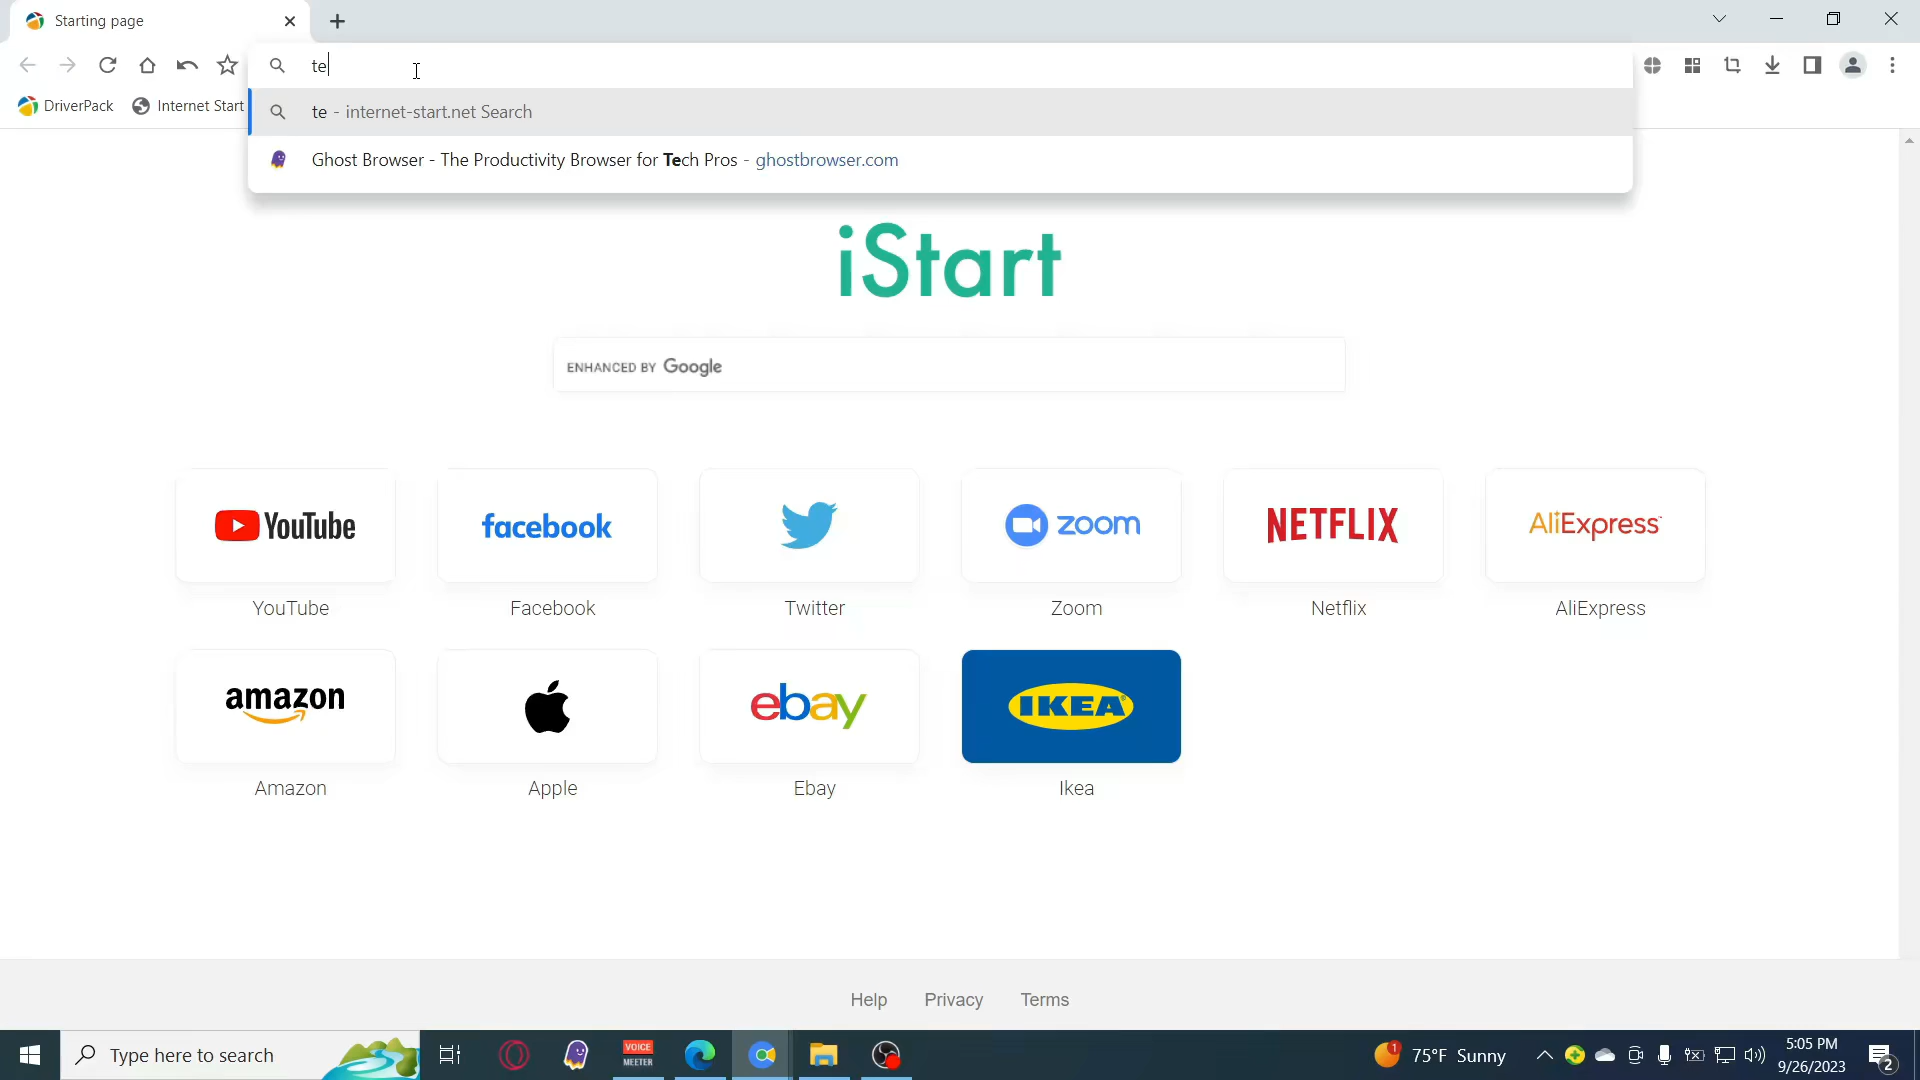 Starting page
te
DriverPack
Internet Start
te - internet-start.net Search
Ghost Browser - The Productivity Browser for Tech Pros - ghostbrowser.com
iStart
ENHANCED BY Google
YouTube
facebook
zoom
NETFLIX
AliExpress
YouTube
Facebook
Twitter
Zoom
Netflix
AliExpress
amazon
ebay
IKEA
Amazon
Apple
Ebay
Ikea
Help
Privacy
Terms
Type here to search
VOICE
MEETER
1
75°F Sunny
5:05 PM
9/26/2023
2